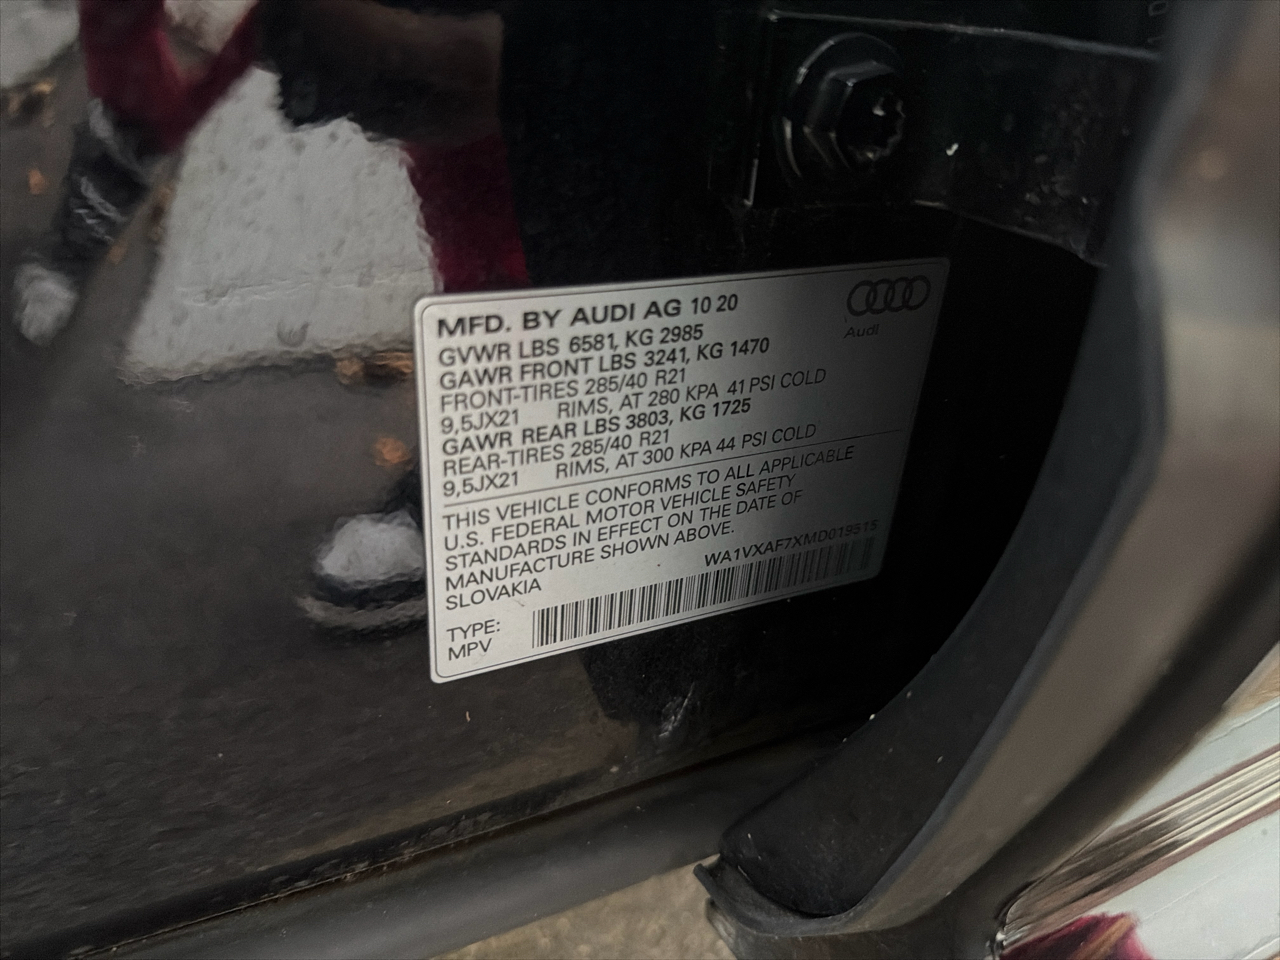 MFD. BY AUDI AG 10 20
GVWR LBS 6581, KG 2985
GAWR FRONT LBS 3241, KG 1470
FRONT-TIRES 285/40 R21
9,5JX21 RIMS, AT 280 KPA 41 PSI COLD
GAWR REAR LBS 3803, KG 1725
REAR-TIRES 285/40 R21
9,5JX21 RIMS, AT 300 KPA 44 PSI COLD
THIS VEHICLE CONFORMS TO ALL APPLICABLE
U.S. FEDERAL MOTOR VEHICLE SAFETY
STANDARDS IN EFFECT ON THE DATE OF
MANUFACTURE SHOWN ABOVE.
SLOVAKIA
WA1VXAF7XMD019515
TYPE:
MPV
Audi